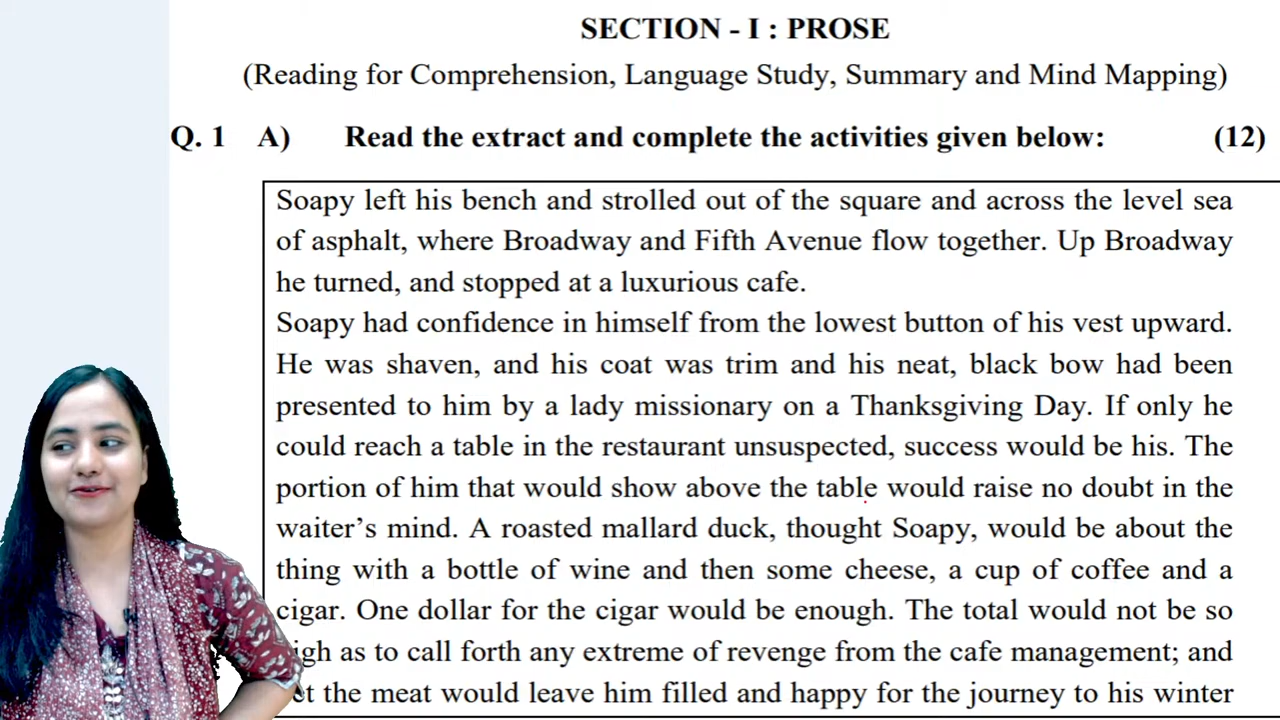 SECTION - I : PROSE
(Reading for Comprehension, Language Study, Summary and Mind Mapping)
Q. 1 A) Read the extract and complete the activities given below: (12)
Soapy left his bench and strolled out of the square and across the level sea
of asphalt, where Broadway and Fifth Avenue flow together. Up Broadway
he turned, and stopped at a luxurious cafe.
Soapy had confidence in himself from the lowest button of his vest upward.
He was shaven, and his coat was trim and his neat, black bow had been
presented to him by a lady missionary on a Thanksgiving Day. If only he
could reach a table in the restaurant unsuspected, success would be his. The
portion of him that would show above the table would raise no doubt in the
waiter's mind. A roasted mallard duck, thought Soapy, would be about the
thing with a bottle of wine and then some cheese, a cup of coffee and a
cigar. One dollar for the cigar would be enough. The total would not be so
igh as to call forth any extreme of revenge from the cafe management; and
et the meat would leave him filled and happy for the journey to his winter